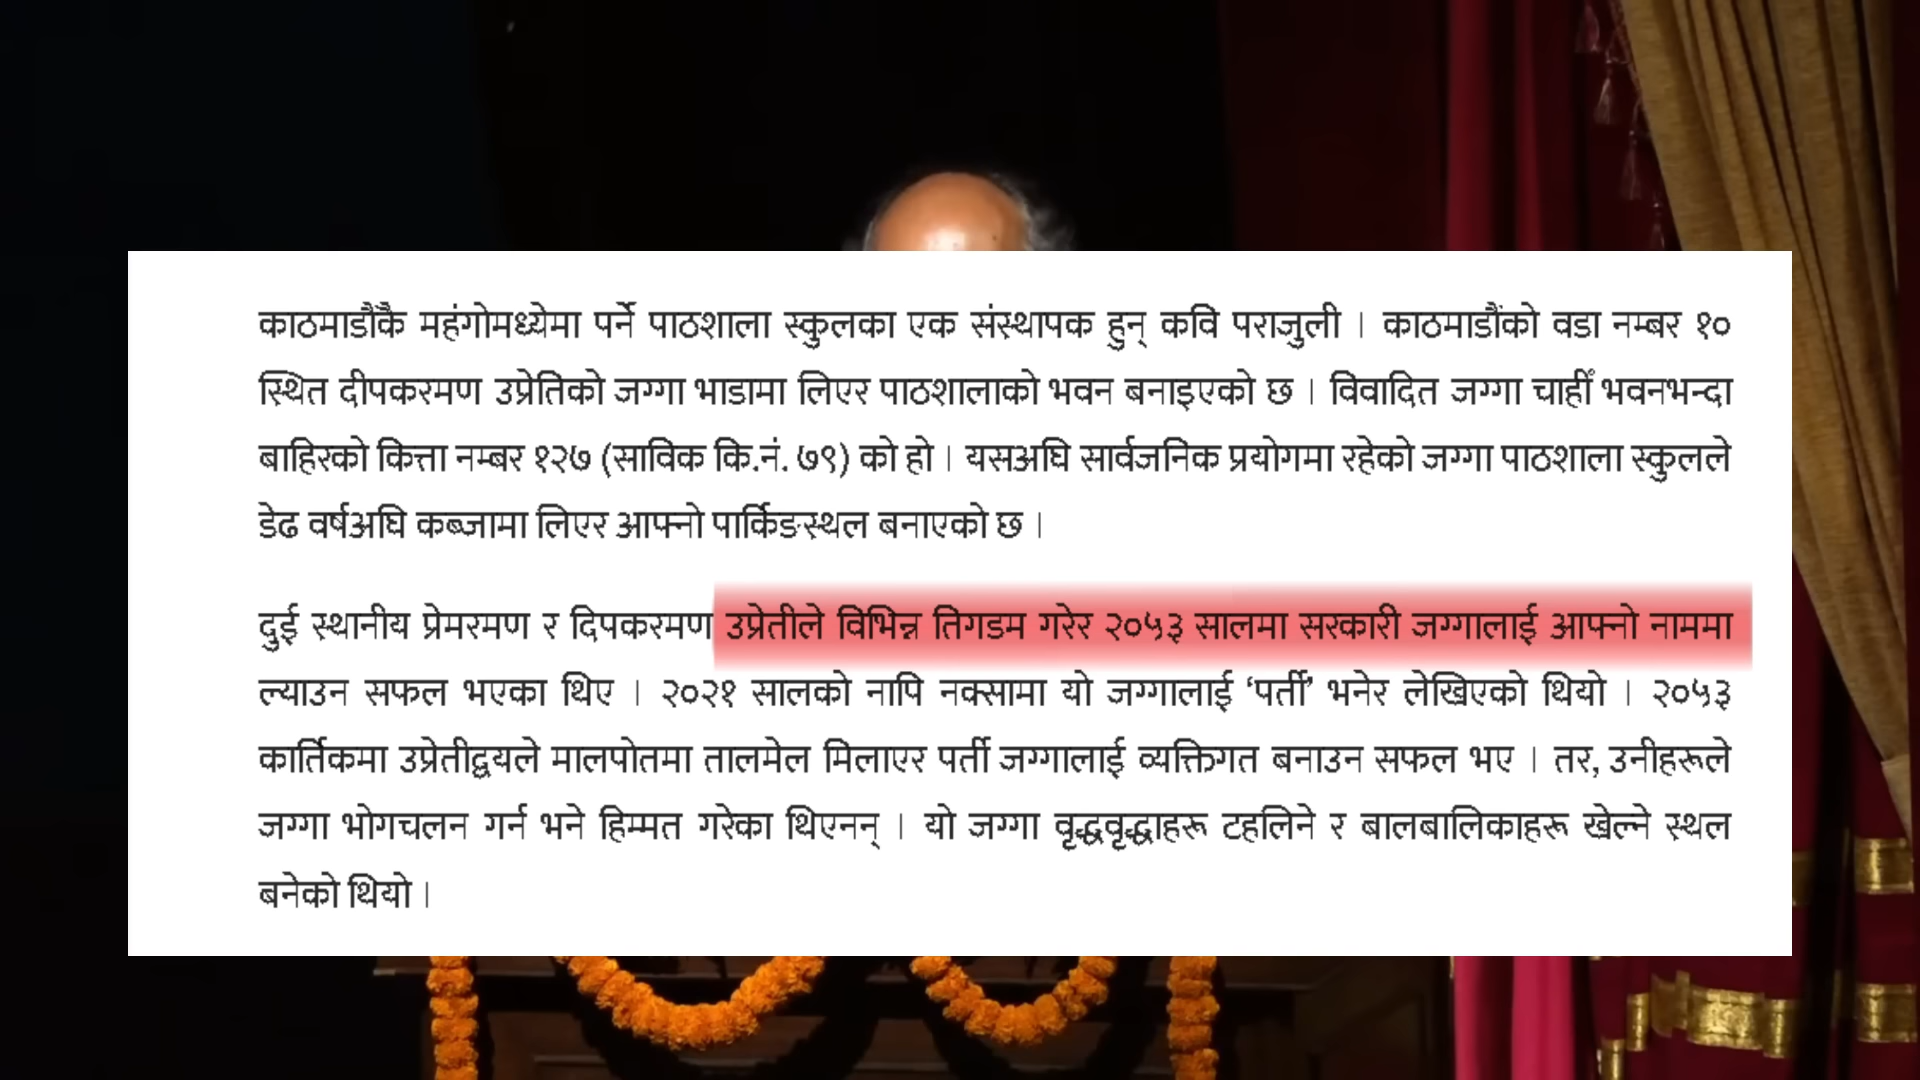 काठमाडौंकै महंगोमध्येमा पर्ने पाठशाला स्कुलका एक संस्थापक हुन् कवि पराजुली । काठमाडौंको वडा नम्बर १०
स्थित दीपकरमण उप्रेतिको जग्गा भाडामा लिएर पाठशालाको भवन बनाइएको छ । विवादित जग्गा चाहीँ भवनभन्दा
बाहिरको कित्ता नम्बर १२७ (साविक कि.नं. ७९) को हो । यसअघि सार्वजनिक प्रयोगमा रहेको जग्गा पाठशाला स्कुलले
डेढ वर्षअघि कब्जामा लिएर आफ्नो पार्किङस्थल बनाएको छ ।
दुई स्थानीय प्रेमरमण र दिपकरमण उप्रेतीले विभिन्न तिगडम गरेर २०५३ सालमा सरकारी जग्गालाई आफ्नो नाममा
ल्याउन सफल भएका थिए । २०२१ सालको नापि नक्सामा यो जग्गालाई ‘पर्ती’ भनेर लेखिएको थियो । २०५३
कार्तिकमा उप्रेतीद्वयले मालपोतमा तालमेल मिलाएर पर्ती जग्गालाई व्यक्तिगत बनाउन सफल भए । तर, उनीहरूले
जग्गा भोगचलन गर्न भने हिम्मत गरेका थिएनन् । यो जग्गा वृद्धवृद्धाहरू टहलिने र बालबालिकाहरू खेल्ने स्थल
बनेको थियो ।